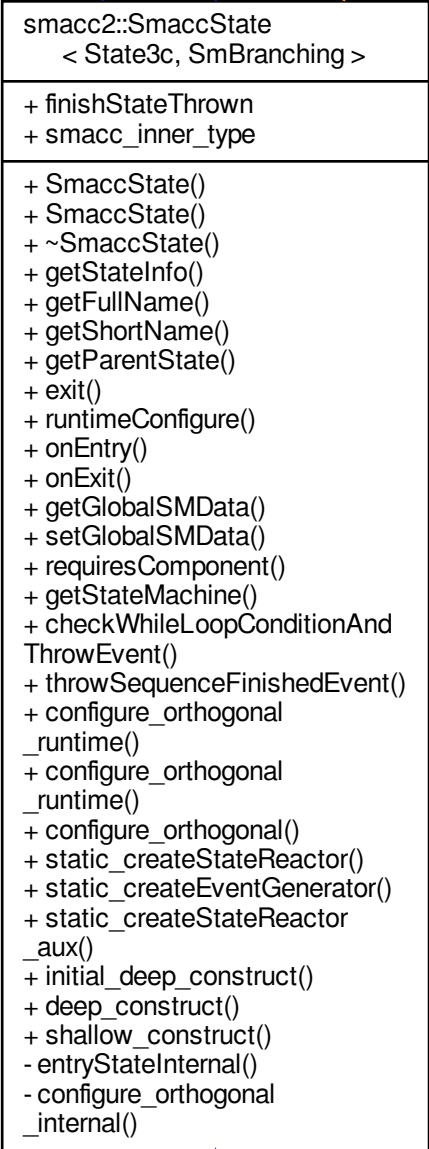 smacc2::SmaccState
< State3c, SmBranching >
+ finishStateThrown
+ smacc_inner_type
+ SmaccState()
+ SmaccState()
+ ~SmaccState()
+ getStateInfo()
+ getFullName()
+ getShortName()
+ getParentState()
+ exit()
+ runtimeConfigure()
+ onEntry()
+ onExit()
+ getGlobalSMData()
+ setGlobalSMData()
+ requiresComponent()
+ getStateMachine()
+ checkWhileLoopConditionAnd
ThrowEvent()
+ throwSequenceFinishedEvent()
+ configure_orthogonal
_runtime()
+ configure_orthogonal
_runtime()
+ configure_orthogonal()
+ static_createStateReactor()
+ static_createEventGenerator()
+ static_createStateReactor
_aux()
+ initial_deep_construct()
+ deep_construct()
+ shallow_construct()
- entryStateInternal()
- configure_orthogonal
_internal()